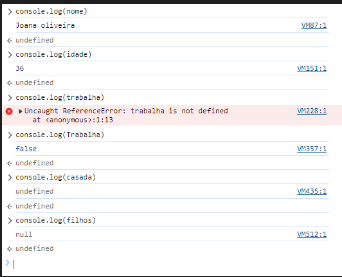 console.log(nome)
Joana oliveira VM87:1
undefined
console.log(idade)
36 VM151:1
undefined
console.log(trabalha)
Uncaught ReferenceError: trabalha is not defined VM228:1
at <anonymous>:1:13
console.log(Trabalha)
false VM357:1
undefined
console.log(casada)
undefined VM435:1
undefined
console.log(filhos)
null VM512:1
undefined